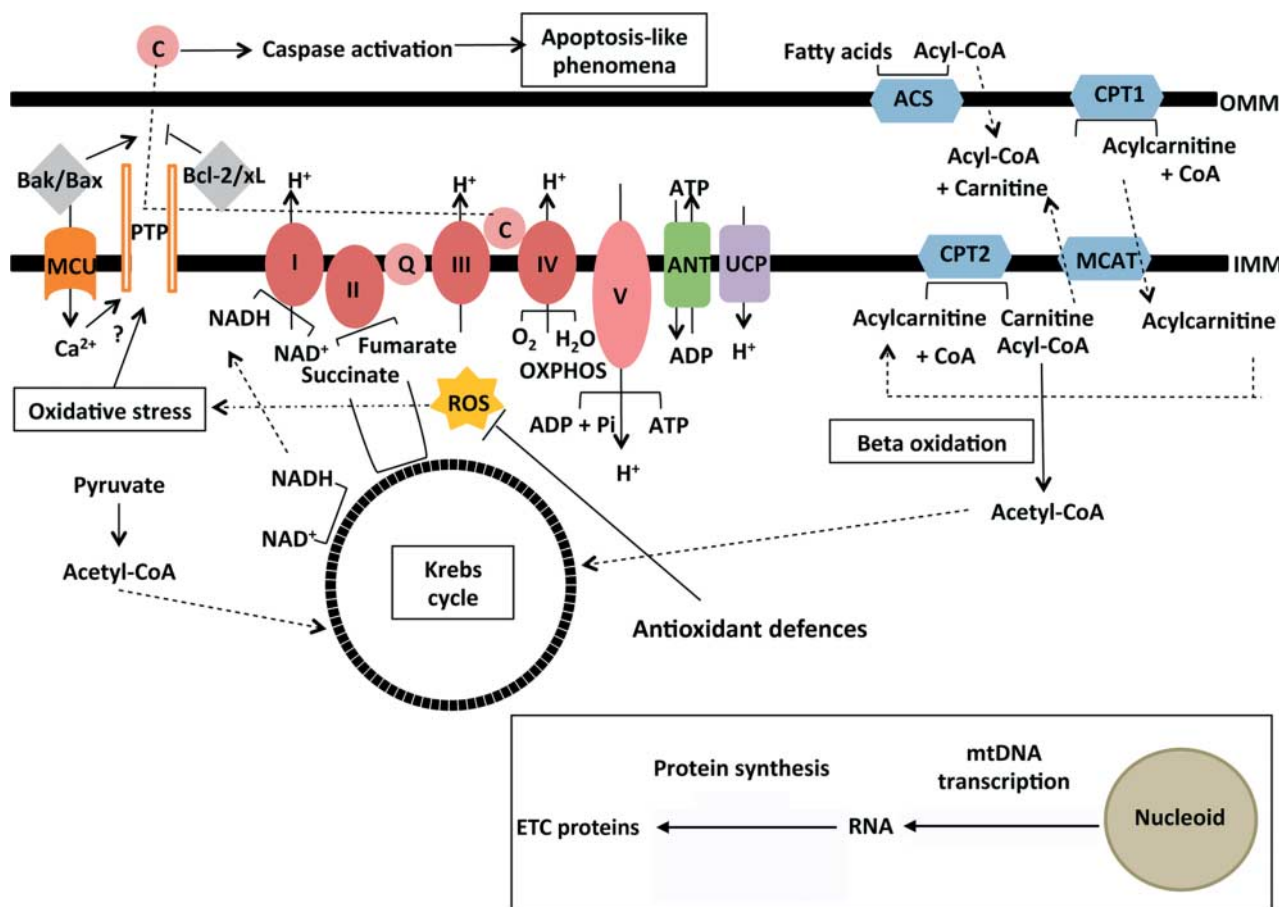 C
Caspase activation
Apoptosis-like
phenomena
Fatty acids
Acyl-CoA
ACS
CPT1
OMM
Bak/Bax
Bcl-2/xL
Acyl-CoA
+ Carnitine
Acylcarnitine
+ CoA
H⁺
H⁺
H⁺
ATP
PTP
MCU
I
II
Q
III
C
IV
V
ANT
UCP
CPT2
MCAT
IMM
Ca²⁺
?
NADH
NAD⁺
Fumarate
Succinate
O₂
H₂O
OXPHOS
ADP
H⁺
Acylcarnitine
+ CoA
Carnitine
Acyl-CoA
Acylcarnitine
Oxidative stress
ROS
ADP + Pi
ATP
H⁺
Beta oxidation
Pyruvate
NADH
NAD⁺
Acetyl-CoA
Acetyl-CoA
Krebs
cycle
Antioxidant defences
Protein synthesis
mtDNA
transcription
ETC proteins
RNA
Nucleoid